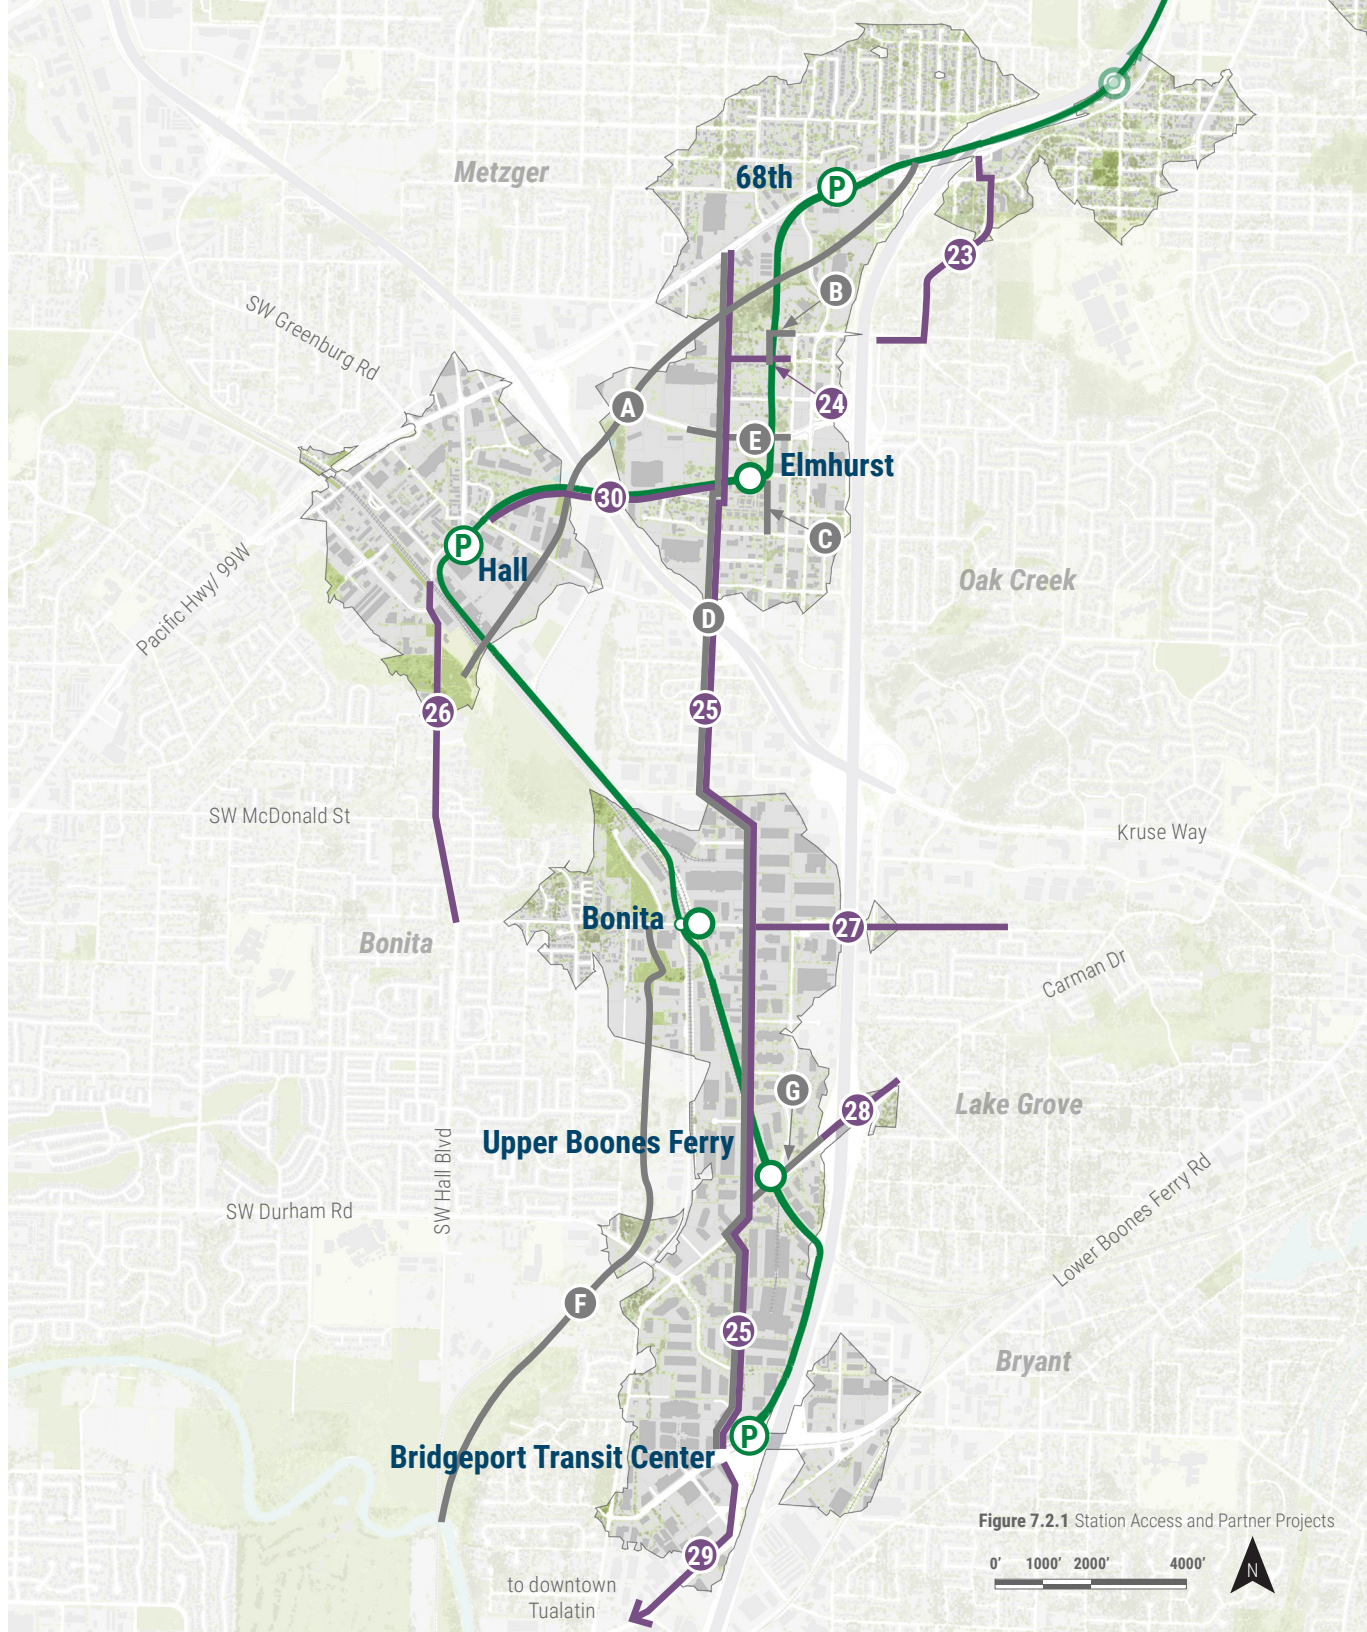 Metzger
68th
P
23
B
SW Greenburg Rd
24
A
E
Elmhurst
30
C
P
Hall
Oak Creek
Pacific Hwy/ 99W
D
25
26
SW McDonald St
Kruse Way
Bonita
27
Bonita
Carman Dr
G
28
Lake Grove
Upper Boones Ferry
SW Hall Blvd
SW Durham Rd
Lower Boones Ferry Rd
F
25
Bryant
P
Bridgeport Transit Center
Figure 7.2.1 Station Access and Partner Projects
0' 1000' 2000' 4000'
N
29
to downtown
Tualatin